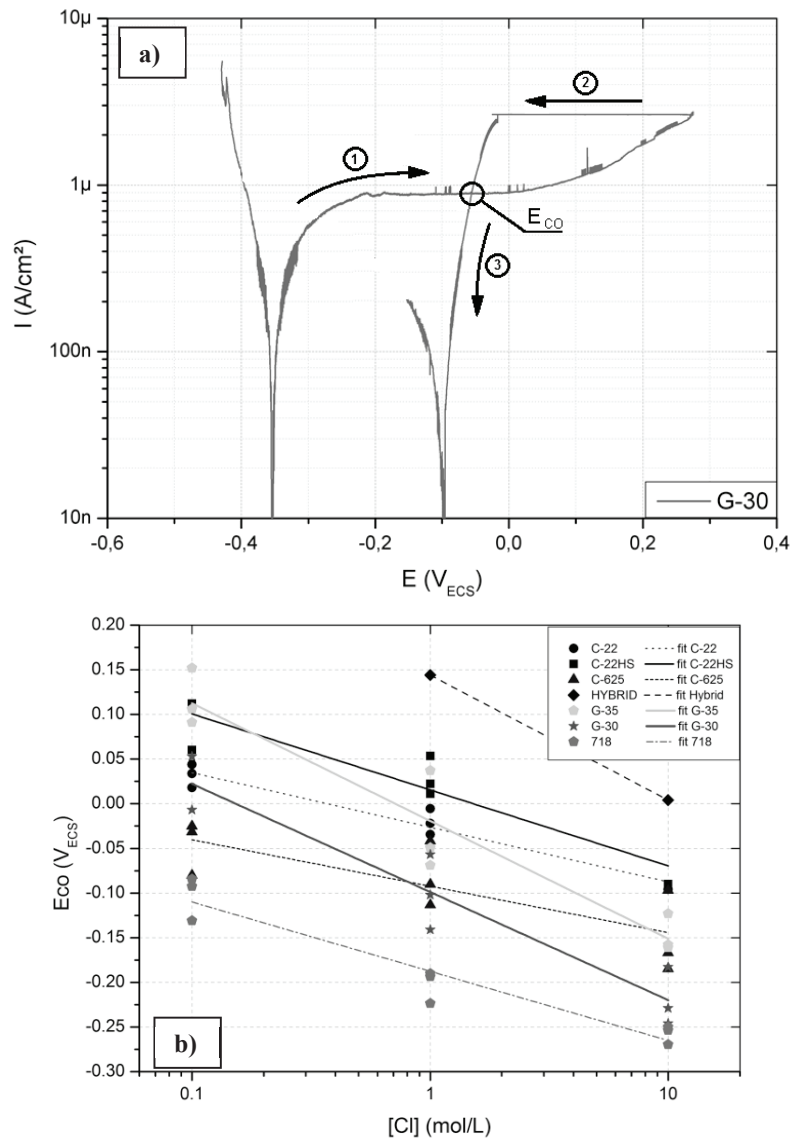 a)
10µ
1µ
100n
10n
I (A/cm²)
1
2
E CO
3
G-30
-0,6
-0,4
-0,2
0,0
0,2
0,4
E (V ECS)
b)
0.20
0.15
0.10
0.05
0.00
-0.05
-0.10
-0.15
-0.20
-0.25
-0.30
Eco (V ECS)
C-22 fit C-22
C-22HS fit C-22HS
C-625 fit C-625
HYBRID fit Hybrid
G-35 fit G-35
G-30 fit G-30
718 fit 718
0.1
1
10
[Cl] (mol/L)